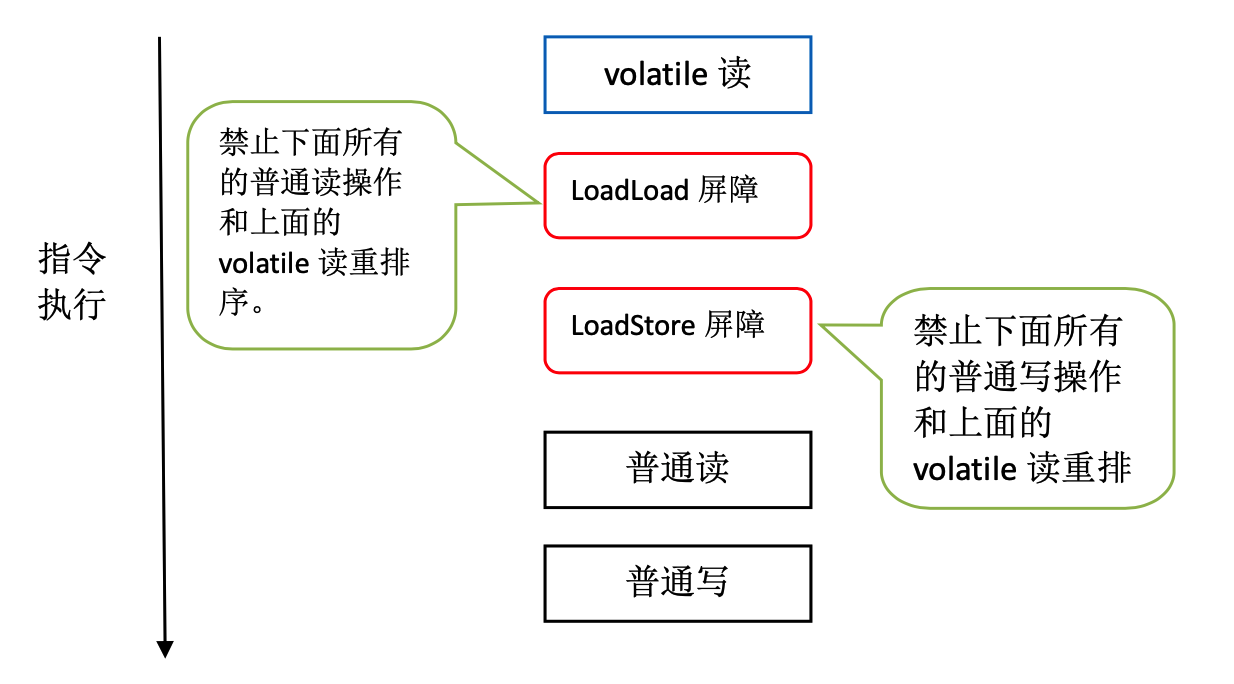 volatile 读
禁止下面所有
的普通读操作
和上面的
volatile 读重排
序。
LoadLoad 屏障
指令
执行
LoadStore 屏障
禁止下面所有
的普通写操作
和上面的
volatile 读重排
普通读
普通写